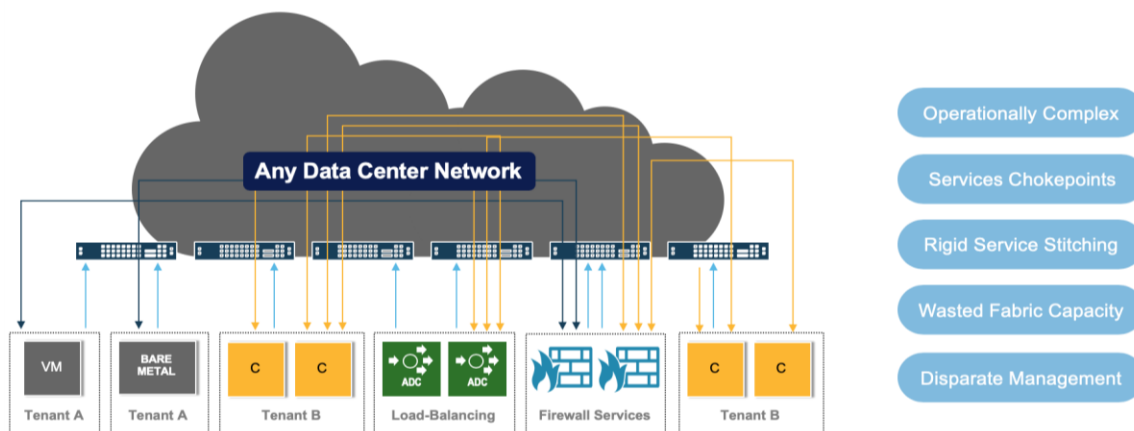 Any Data Center Network
Operationally Complex
Services Chokepoints
Rigid Service Stitching
Wasted Fabric Capacity
Disparate Management
VM
BARE
METAL
C
C
ADC
ADC
C
C
Tenant A
Tenant A
Tenant B
Load-Balancing
Firewall Services
Tenant B